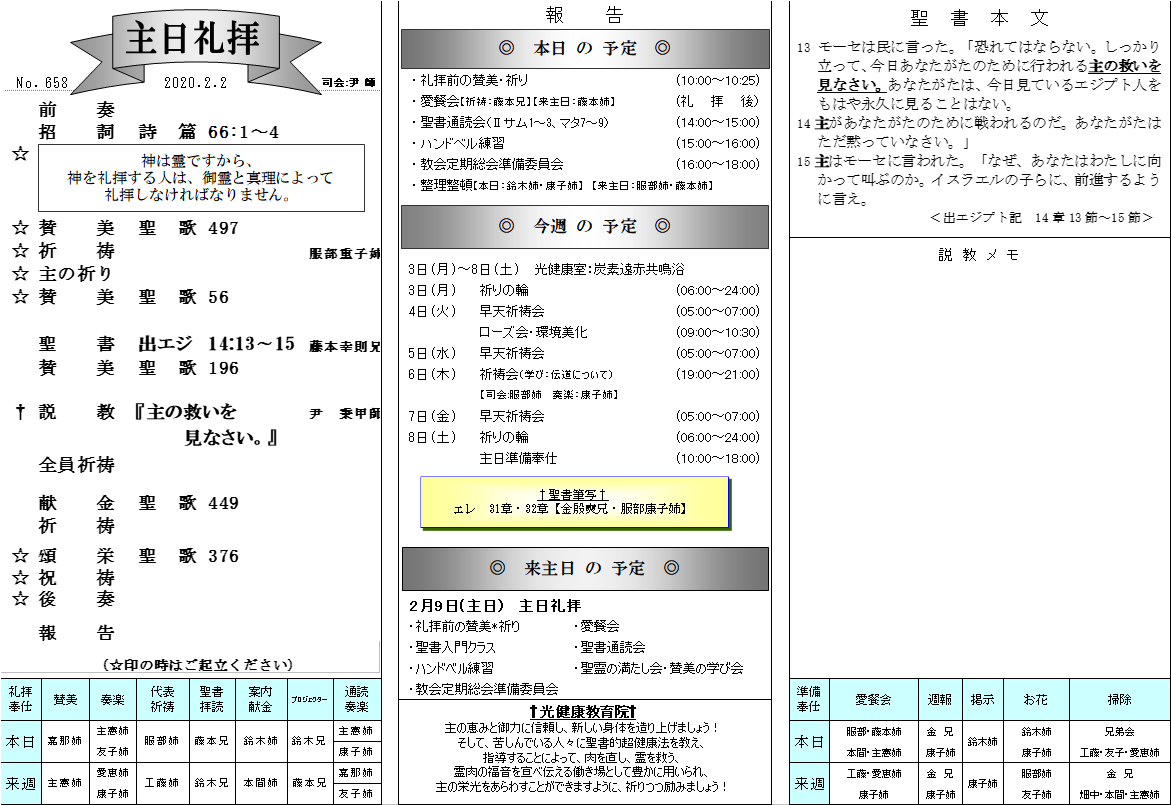 主日礼拝
No. 658
2020.2.2
司会:尹 師
前 奏
招 詞 詩 篇 66:1～4
☆
神は霊ですから、
神を礼拝する人は、御霊と真理によって
礼拝しなければなりません。
☆ 賛 美 聖 歌 497
☆ 祈 祷 服部重子姉
☆ 主の祈り
☆ 賛 美 聖 歌 56
聖 書 出エジ 14:13～15 藤本幸則兄
賛 美 聖 歌 196
† 説 教 『主の救いを 尹 秉甲師
見なさい。』
全員祈祷
献 金 聖 歌 449
祈 祷
☆ 頌 栄 聖 歌 376
☆ 祝 祷
☆ 後 奏
報 告
(☆印の時はご起立ください)
礼拝奉仕 賛美 奏楽 代表祈祷 聖書拝読 案内献金 プロジェクター 通読奏楽
本日 嘉那姉 主憲姉 友子姉 服部姉 藤本兄 鈴木姉 鈴木兄 主憲姉 康子姉
来週 主憲姉 愛恵姉 康子姉 工藤姉 鈴木兄 本間姉 藤本兄 嘉那姉 友子姉
報 告
◎ 本日 の 予定 ◎
・礼拝前の賛美・祈り (10:00～10:25)
・愛餐会【祈祷:藤本兄】【来主日:藤本姉】 (礼 拝 後)
・聖書通読会(Ⅱサム1～3、マタ7～9) (14:00～15:00)
・ハンドベル練習 (15:00～16:00)
・教会定期総会準備委員会 (16:00～18:00)
・整理整頓【本日:鈴木姉・康子姉】 【来主日:服部姉・藤本姉】
◎ 今週 の 予定 ◎
3日(月)～8日(土) 光健康室:炭素遠赤共鳴浴
3日(月) 祈りの輪 (06:00～24:00)
4日(火) 早天祈祷会 (05:00～07:00)
ローズ会・環境美化 (09:00～10:30)
5日(水) 早天祈祷会 (05:00～07:00)
6日(木) 祈祷会(学び:伝道について) (19:00～21:00)
【司会:服部姉 奏楽:康子姉】
7日(金) 早天祈祷会 (05:00～07:00)
8日(土) 祈りの輪 (06:00～24:00)
主日準備奉仕 (10:00～18:00)
†聖書筆写†
エレ 31章・32章【金殷奭兄・服部康子姉】
◎ 来主日 の 予定 ◎
2月9日(主日) 主日礼拝
・礼拝前の賛美*祈り ・愛餐会
・聖書入門クラス ・聖書通読会
・ハンドベル練習 ・聖霊の満たし会・賛美の学び会
・教会定期総会準備委員会
†光健康教育院†
主の恵みと御力に信頼し、新しい身体を造り上げましょう!
そして、苦しんでいる人々に聖書的超健康法を教え、
指導することによって、肉を直し、霊を救う、
霊肉の福音を宣べ伝える働き場として豊かに用いられ、
主の栄光をあらわすことができますように、祈りつつ励みましょう!
聖 書 本 文
13 モーセは民に言った。「恐れてはならない。しっかり
立って、今日あなたがたのために行われる主の救いを
見なさい。あなたがたは、今日見ているエジプト人を
もはや永久に見ることはない。
14 主があなたがたのために戦われるのだ。あなたがたは
ただ黙っていなさい。」
15 主はモーセに言われた。「なぜ、あなたはわたしに向
かって叫ぶのか。イスラエルの子らに、前進するよう
に言え。
＜出エジプト記 14章13節～15節＞
説 教 メ モ
準備奉仕 愛餐会 週報 掲示 お花 掃除
本日 服部・藤本姉 本間・主憲姉 金 兄 康子姉 鈴木姉 鈴木姉 康子姉 兄弟会 工藤・友子・愛恵姉
来週 工藤・愛恵姉 康子姉 金 兄 康子姉 康子姉 服部姉 友子姉 金 兄 畑中・本間・主憲姉